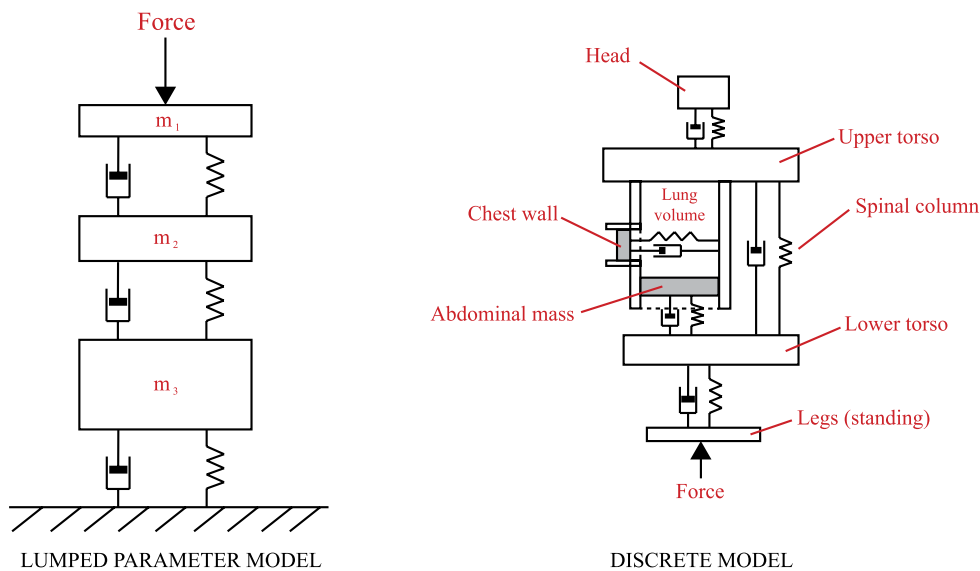 Force
m₁
m₂
m₃
LUMPED PARAMETER MODEL
Head
Upper torso
Lung
volume
Chest wall
Spinal column
Abdominal mass
Lower torso
Legs (standing)
Force
DISCRETE MODEL